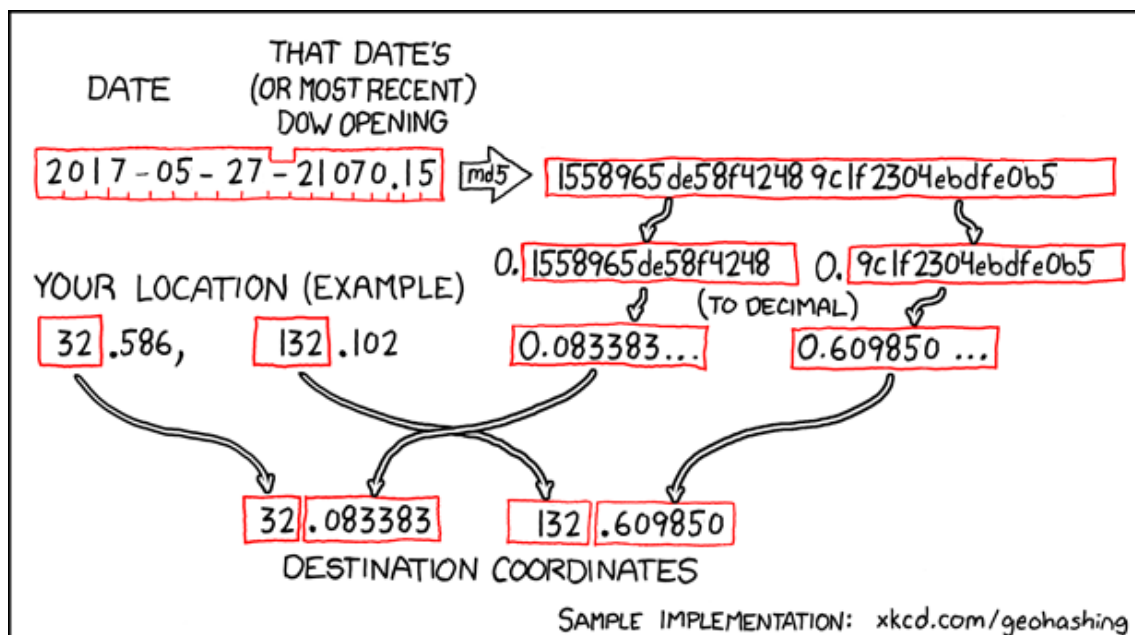 DATE
THAT DATE'S
(OR MOST RECENT)
DOW OPENING
2017-05-27-21070.15
md5
1558965de58f42489c1f2304ebdfe0b5
0.1558965de58f4248
0.9c1f2304ebdfe0b5
(TO DECIMAL)
YOUR LOCATION (EXAMPLE)
32.586, 132.102
0.083383...
0.609850...
32.083383
132.609850
DESTINATION COORDINATES
SAMPLE IMPLEMENTATION: xkcd.com/geohashing